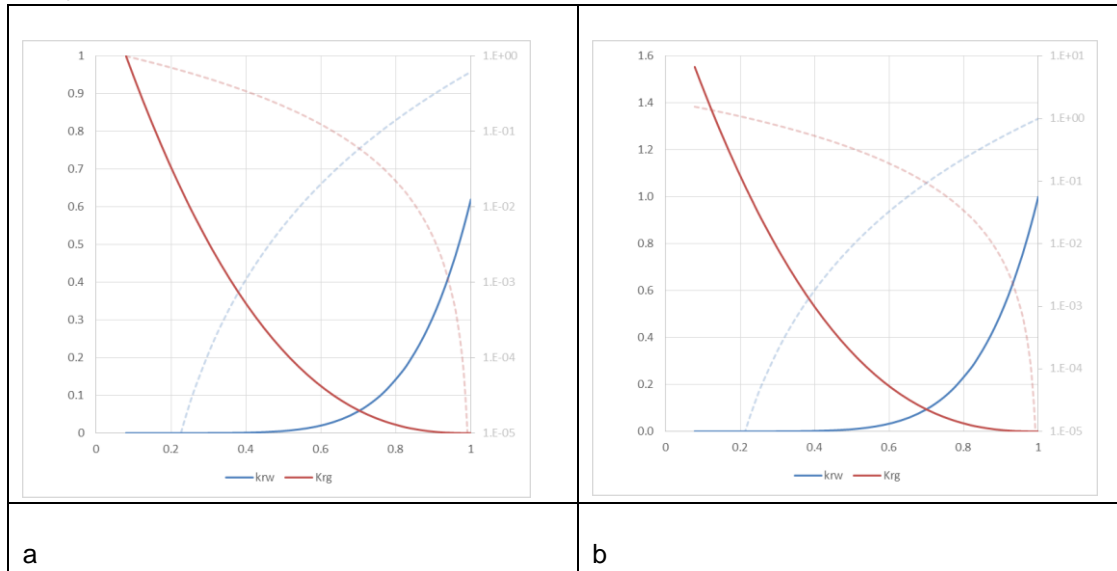 1 1.E+00
0.9
0.8 1.E-01
0.7
0.6 1.E-02
0.5
0.4 1.E-03
0.3
0.2 1.E-04
0.1
0 1.E-05
0 0.2 0.4 0.6 0.8 1
krw Krg
1.6 1.E+01
1.4 1.E+00
1.2
1.0 1.E-01
0.8 1.E-02
0.6
0.4 1.E-03
0.2 1.E-04
0.0 1.E-05
0 0.2 0.4 0.6 0.8 1
krw Krg
a b